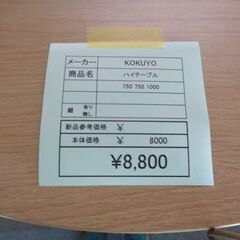 メーカー KOKUYO
商品名 ハイテーブル
750 750 1000
鍵 有り 無し
新品参考価格 ¥
本体価格 ¥ 8000
¥8,800